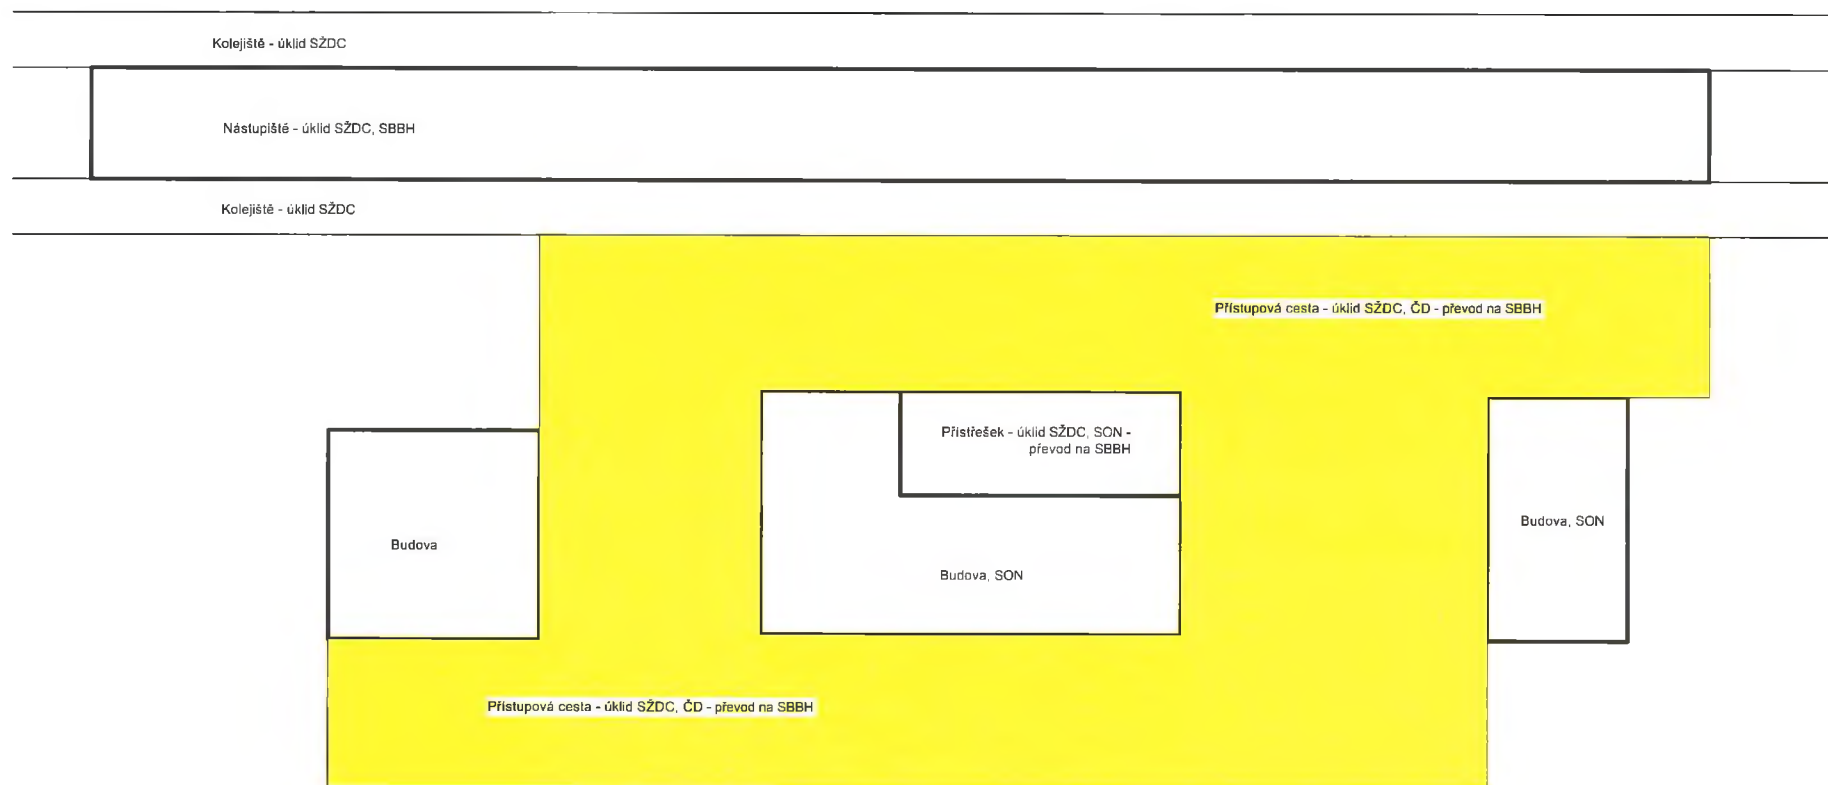 Kolejiště - úklid SŽDC
Nástupiště - úklid SŽDC, SBBH
Kolejiště - úklid SŽDC
Přístupová cesta - úklid SŽDC, ČD - převod na SBBH
Přístřešek - úklid SŽDC, SON -
převod na SBBH
Budova, SON
Budova
Budova, SON
Přístupová cesta - úklid SŽDC, ČD - převod na SBBH